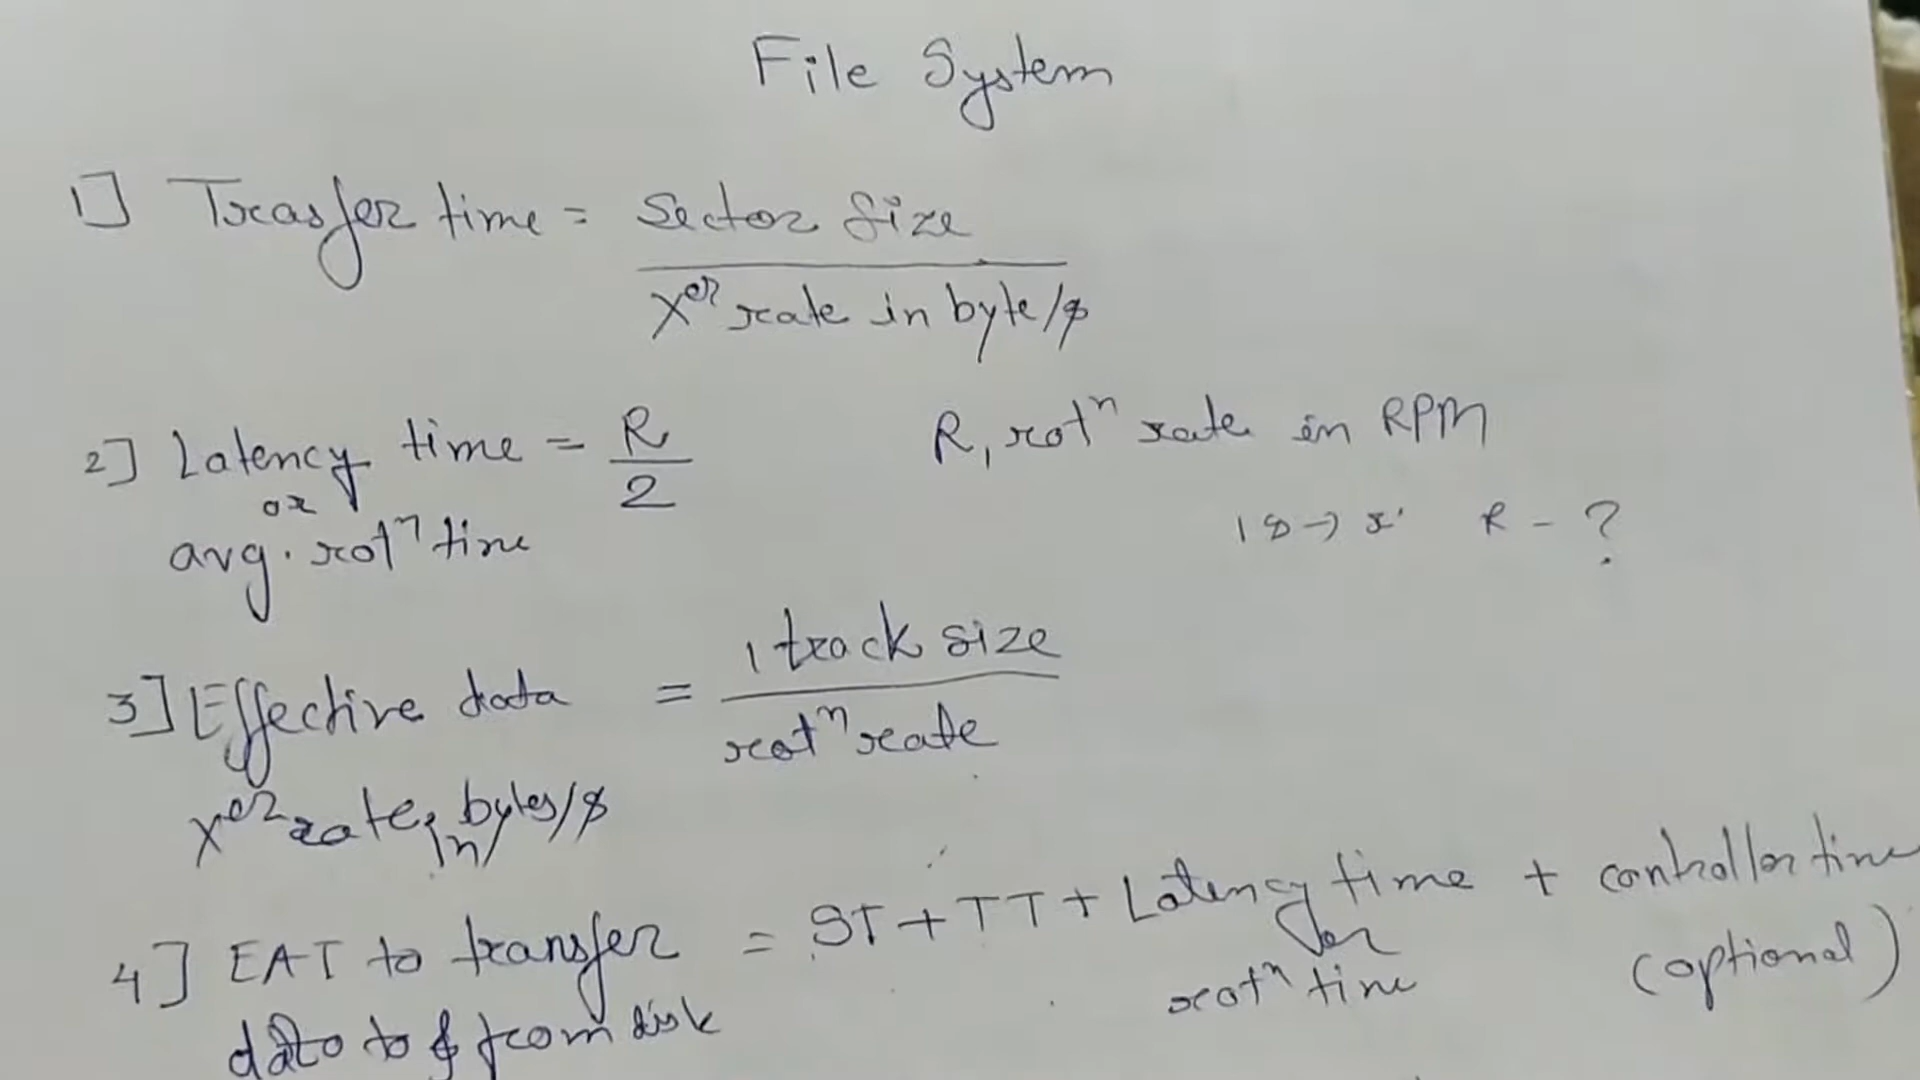 File System
1] Trasfer time = Sector Size
x^er rate in byte/s
2] Latency time = R/2 R, rot^n rate in RPM
or
avg. rot^n time 1 s → r R - ?
3] Effective data = 1 track size
rot^n rate
x^er rate in bytes/s
4] EAT to transfer = ST + TT + Latency time + controllor time
or
rot^n time (optional)
data to & from disk